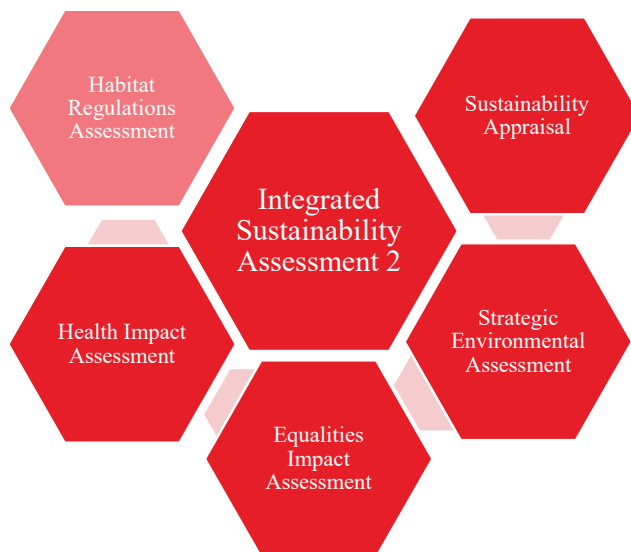 Habitat
Regulations
Assessment
Sustainability
Appraisal
Integrated
Sustainability
Assessment 2
Health Impact
Assessment
Strategic
Environmental
Assessment
Equalities
Impact
Assessment